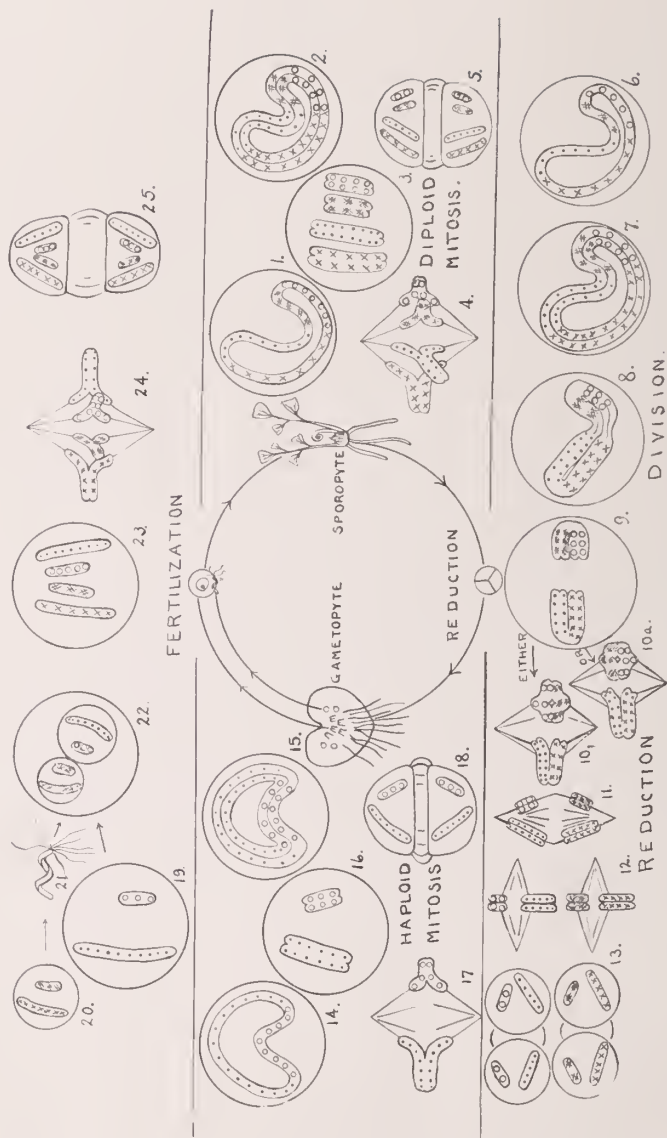 20.
21
19.
22.
23.
24.
25.
FERTILIZATION
14.
15.
16.
17
18.
HAPLOID
MITOSIS
GAMETOPYTE
SPOROPYTE
REDUCTION
1.
2.
3.
4.
5.
DIPLOID
MITOSIS.
EITHER
OR
13.
12.
11.
10,
10a.
9.
8.
7.
6.
REDUCTION DIVISION.